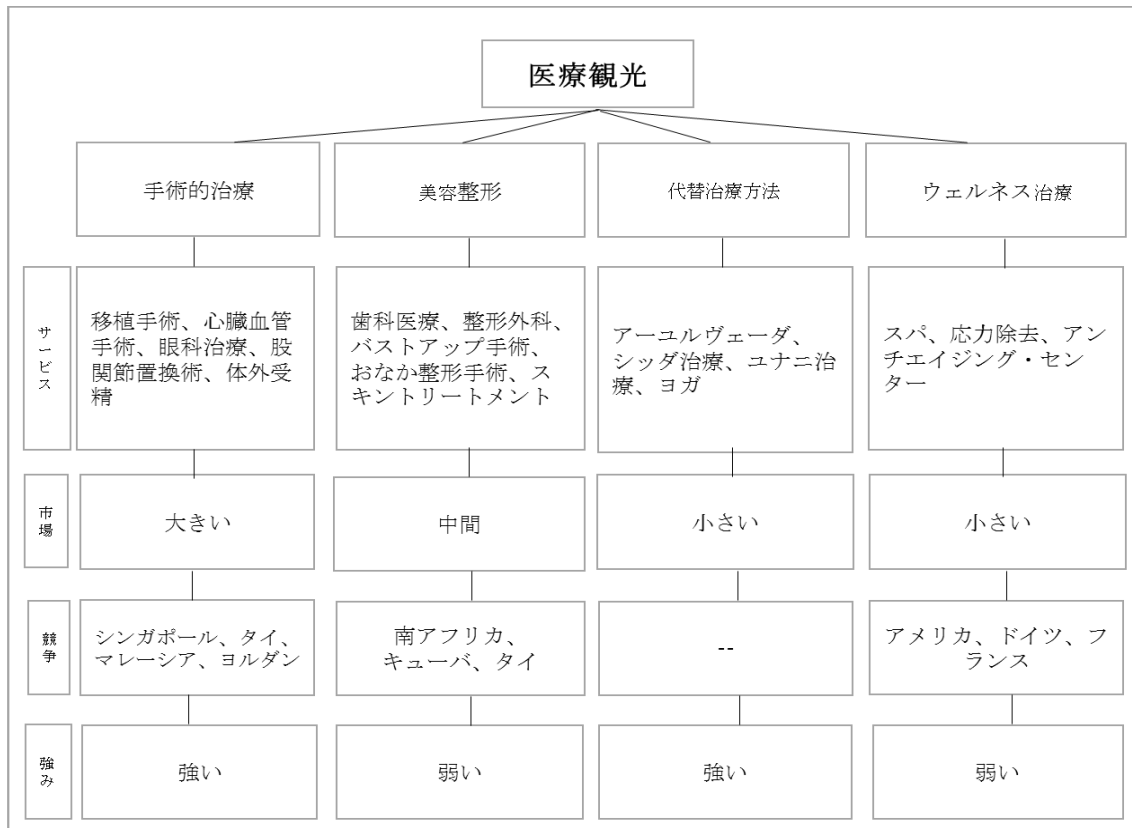 医療観光
手術的治療
美容整形
代替治療方法
ウェルネス治療
サービス
移植手術、心臓血管
手術、眼科治療、股
関節置換術、体外受
精
歯科医療、整形外科、
バストアップ手術、
おなか整形手術、ス
キントリートメント
アーユルヴェーダ、
シッダ治療、ユナニ治
療、ヨガ
スパ、応力除去、アン
チエイジング・セン
ター
市場
大きい
中間
小さい
小さい
競争
シンガポール、タイ、
マレーシア、ヨルダン
南アフリカ、
キューバ、タイ
--
アメリカ、ドイツ、フ
ランス
強み
強い
弱い
強い
弱い